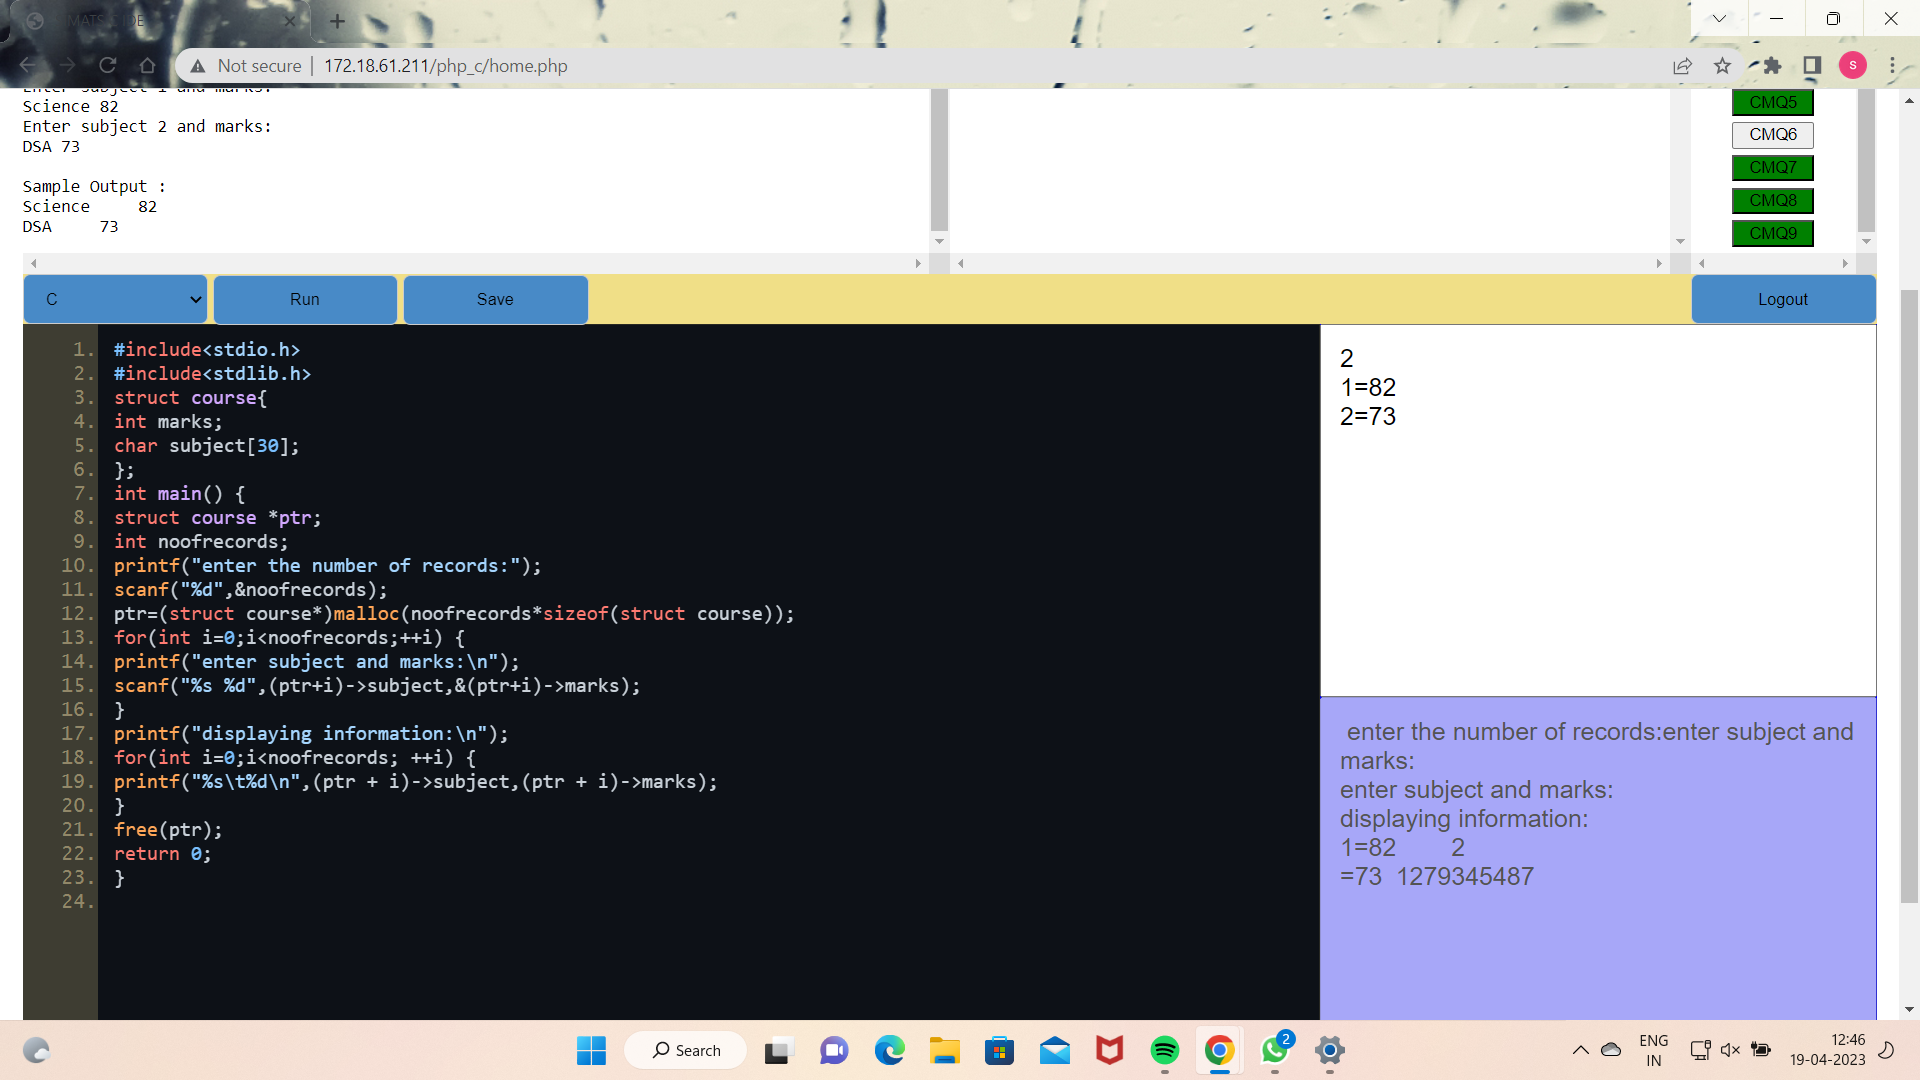 Not secure | 172.18.61.211/php_c/home.php
S
Enter subject 1 and marks:
Science 82
Enter subject 2 and marks:
DSA 73
Sample Output :
Science 82
DSA 73
CMQ5
CMQ6
CMQ7
CMQ8
CMQ9
C
Run
Save
Logout
1. #include<stdio.h>
2. #include<stdlib.h>
3. struct course{
4. int marks;
5. char subject[30];
6. };
7. int main() {
8. struct course *ptr;
9. int noofrecords;
10. printf("enter the number of records:");
11. scanf("%d",&noofrecords);
12. ptr=(struct course*)malloc(noofrecords*sizeof(struct course));
13. for(int i=0;i<noofrecords;++i) {
14. printf("enter subject and marks:\n");
15. scanf("%s %d",(ptr+i)->subject,&(ptr+i)->marks);
16. }
17. printf("displaying information:\n");
18. for(int i=0;i<noofrecords; ++i) {
19. printf("%s\t%d\n",(ptr + i)->subject,(ptr + i)->marks);
20. }
21. free(ptr);
22. return 0;
23. }
24.
2
1=82
2=73
enter the number of records:enter subject and
marks:
enter subject and marks:
displaying information:
1=82 2
=73 1279345487
Search
2
ENG
IN
12:46
19-04-2023